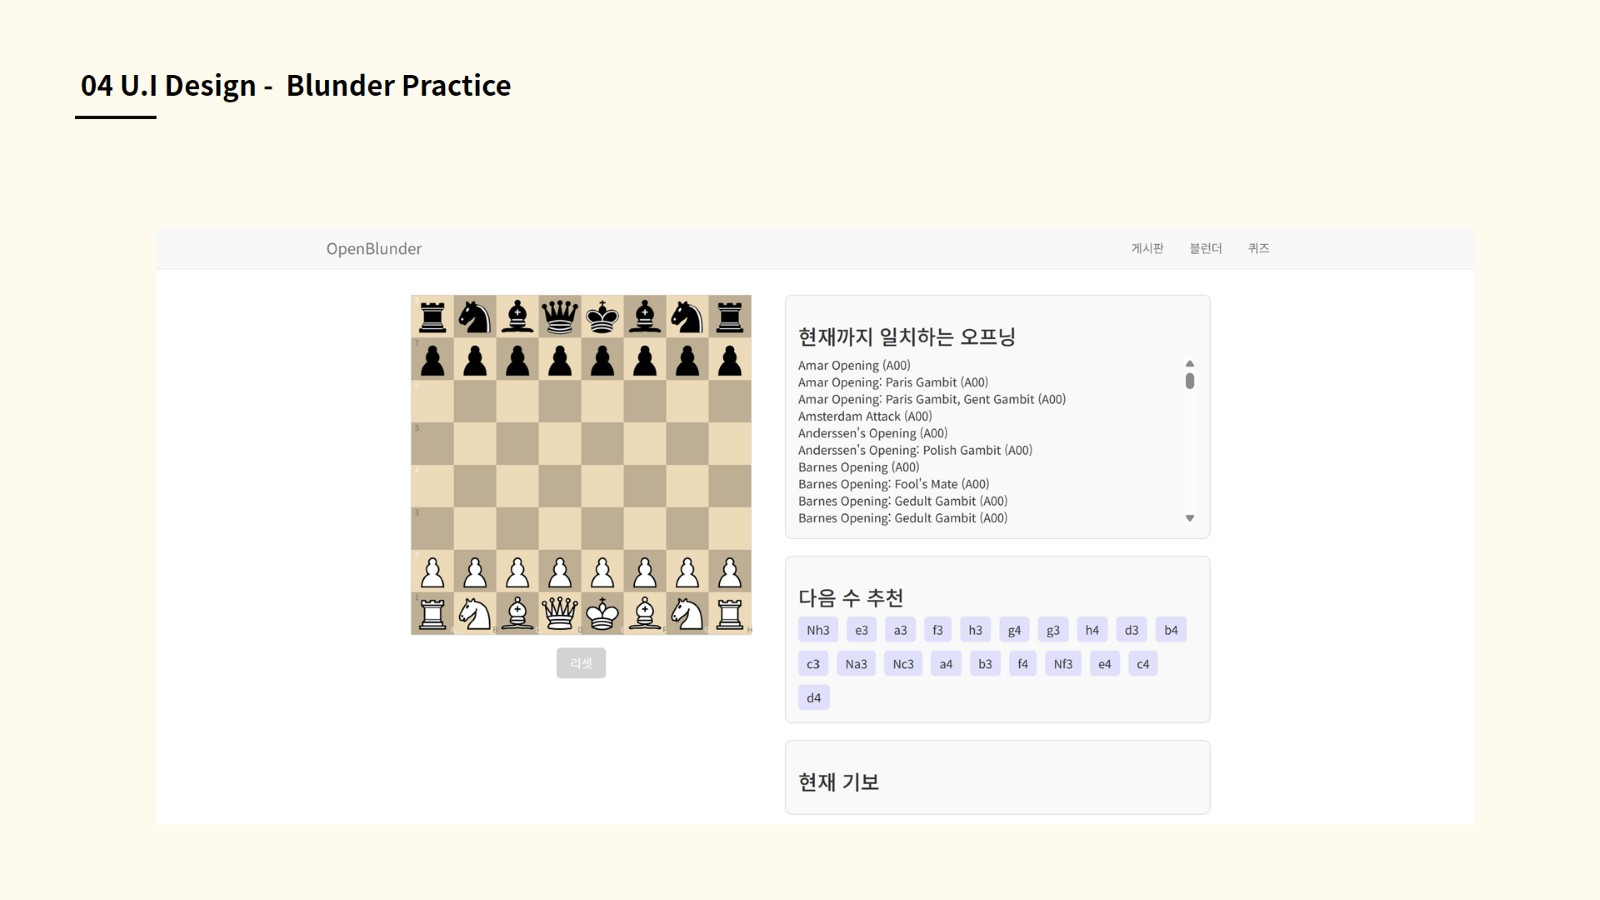 04 U.I Design -  Blunder Practice
OpenBlunder
게시판 블런더 퀴즈
현재까지 일치하는 오프닝
Amar Opening (A00)
Amar Opening: Paris Gambit (A00)
Amar Opening: Paris Gambit, Gent Gambit (A00)
Amsterdam Attack (A00)
Anderssen's Opening (A00)
Anderssen's Opening: Polish Gambit (A00)
Barnes Opening (A00)
Barnes Opening: Fool's Mate (A00)
Barnes Opening: Gedult Gambit (A00)
Barnes Opening: Gedult Gambit (A00)
리셋
다음 수 추천
Nh3 e3 a3 f3 h3 g4 g3 h4 d3 b4
c3 Na3 Nc3 a4 b3 f4 Nf3 e4 c4
d4
현재 기보